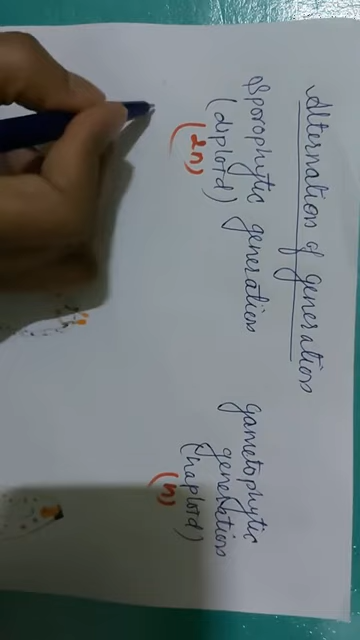 Alternation of generation
Sporophytic generation
(diploid)
(2n)
gametophytic
generation
(haploid)
(n)